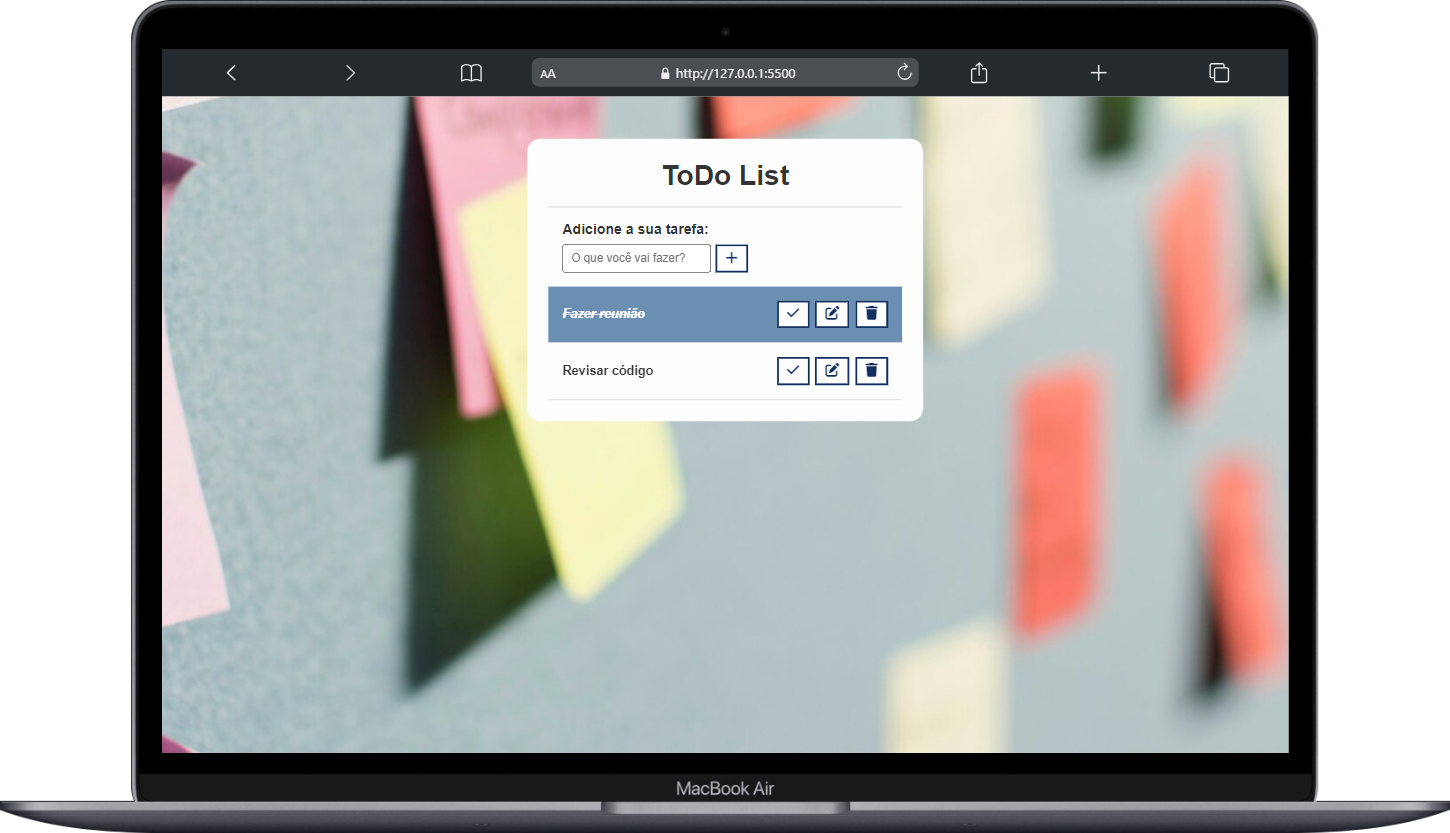 AA
http://127.0.0.1:5500
ToDo List
Adicione a sua tarefa:
O que você vai fazer?
Fazer reunião
Revisar código
MacBook Air